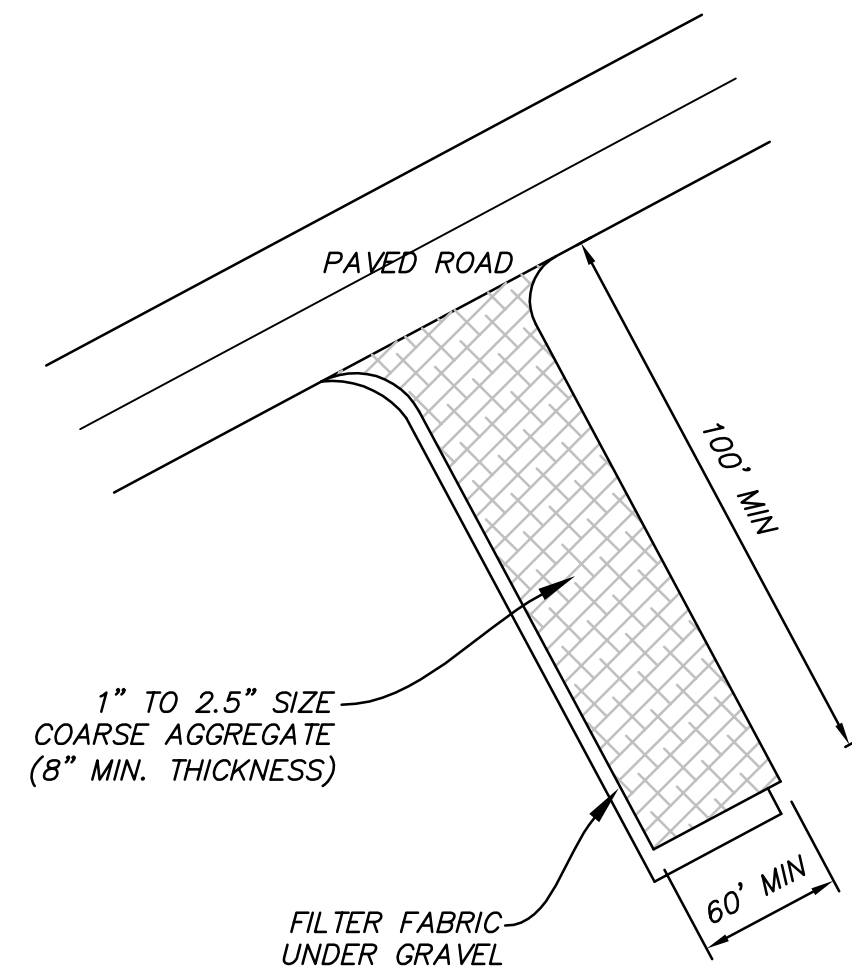 PAVED ROAD
100' MIN
1" TO 2.5" SIZE
COARSE AGGREGATE
(8" MIN. THICKNESS)
60' MIN
FILTER FABRIC
UNDER GRAVEL